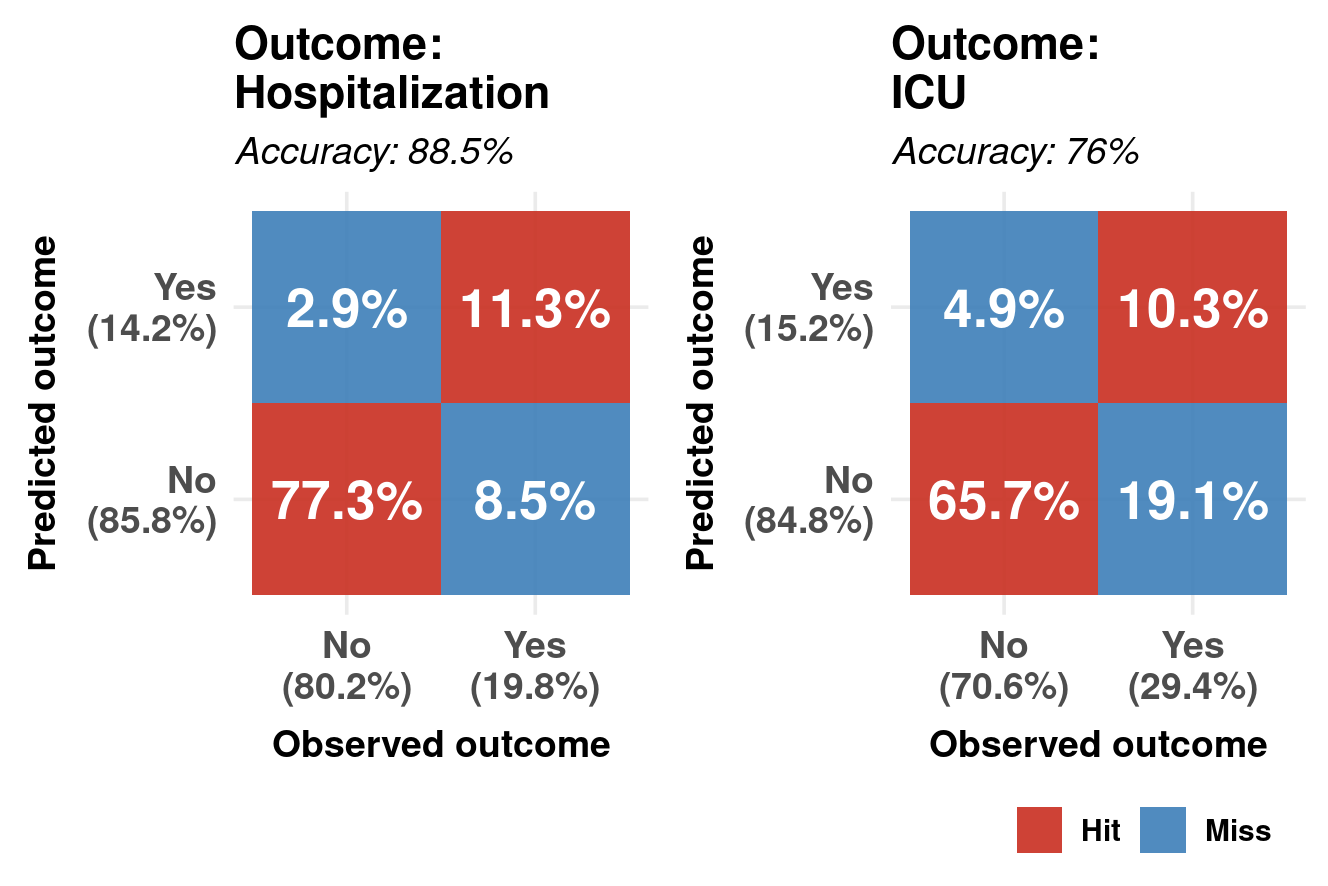 Outcome:
Hospitalization
Accuracy: 88.5%
Predicted outcome
Yes
(14.2%)
No
(85.8%)
2.9%
11.3%
77.3%
8.5%
No
(80.2%)
Yes
(19.8%)
Observed outcome
Outcome:
ICU
Accuracy: 76%
Predicted outcome
Yes
(15.2%)
No
(84.8%)
4.9%
10.3%
65.7%
19.1%
No
(70.6%)
Yes
(29.4%)
Observed outcome
Hit
Miss